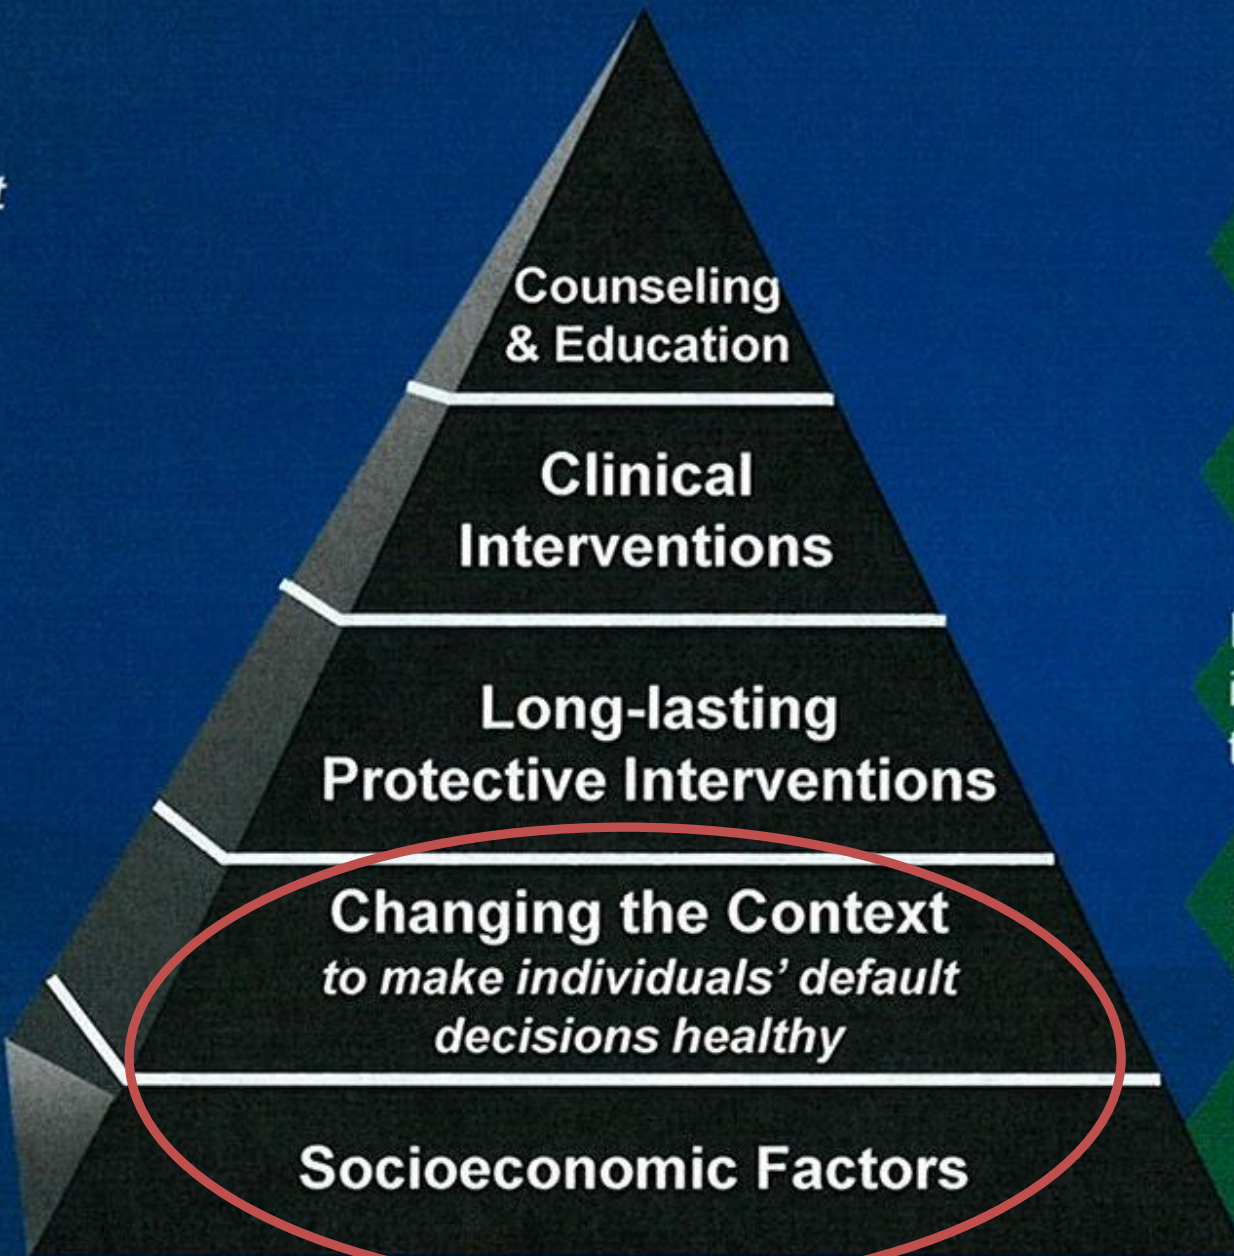 Counseling
& Education
Clinical
Interventions
Long-lasting
Protective Interventions
Changing the Context
to make individuals’ default
decisions healthy
Socioeconomic Factors